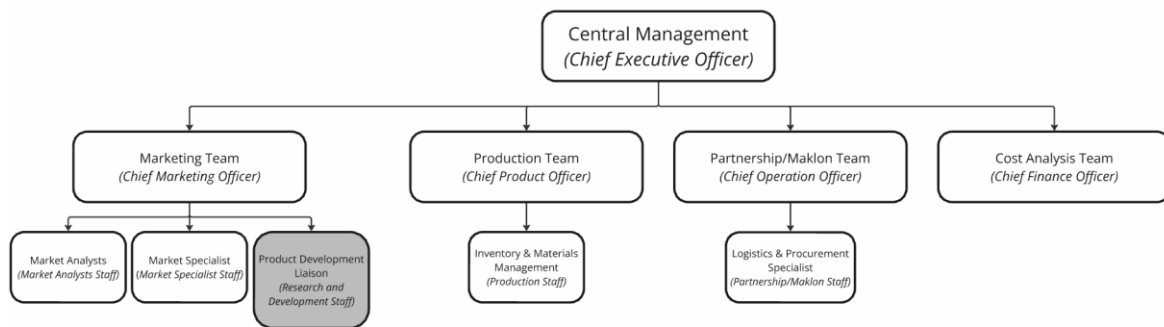 Central Management
(Chief Executive Officer)
Marketing Team
(Chief Marketing Officer)
Production Team
(Chief Product Officer)
Partnership/Maklon Team
(Chief Operation Officer)
Cost Analysis Team
(Chief Finance Officer)
Market Analysts
(Market Analysts Staff)
Market Specialist
(Market Specialist Staff)
Product Development
Liaison
(Research and
Development Staff)
Inventory & Materials
Management
(Production Staff)
Logistics & Procurement
Specialist
(Partnership/Maklon Staff)